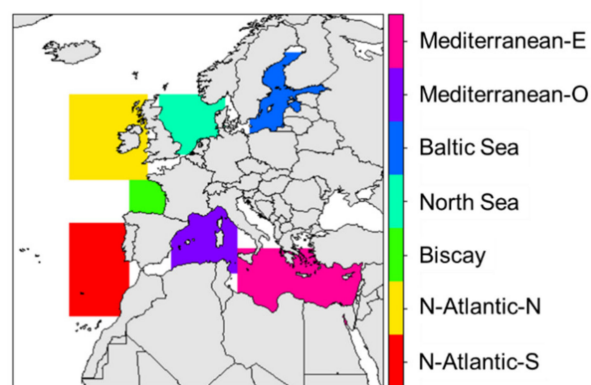 Mediterranean-E
Mediterranean-O
Baltic Sea
North Sea
Biscay
N-Atlantic-N
N-Atlantic-S